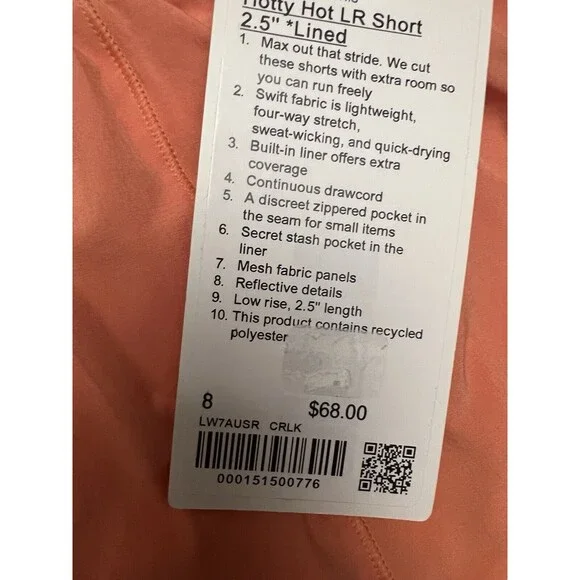 Hotty Hot LR Short
2.5" *Lined
1. Max out that stride. We cut
these shorts with extra room so
you can run freely
2. Swift fabric is lightweight,
four-way stretch,
sweat-wicking, and quick-drying
3. Built-in liner offers extra
coverage
4. Continuous drawcord
5. A discreet zippered pocket in
the seam for small items
6. Secret stash pocket in the
liner
7. Mesh fabric panels
8. Reflective details
9. Low rise, 2.5" length
10. This product contains recycled
polyester
8 $68.00
LW7AUSR CRLK
000151500776